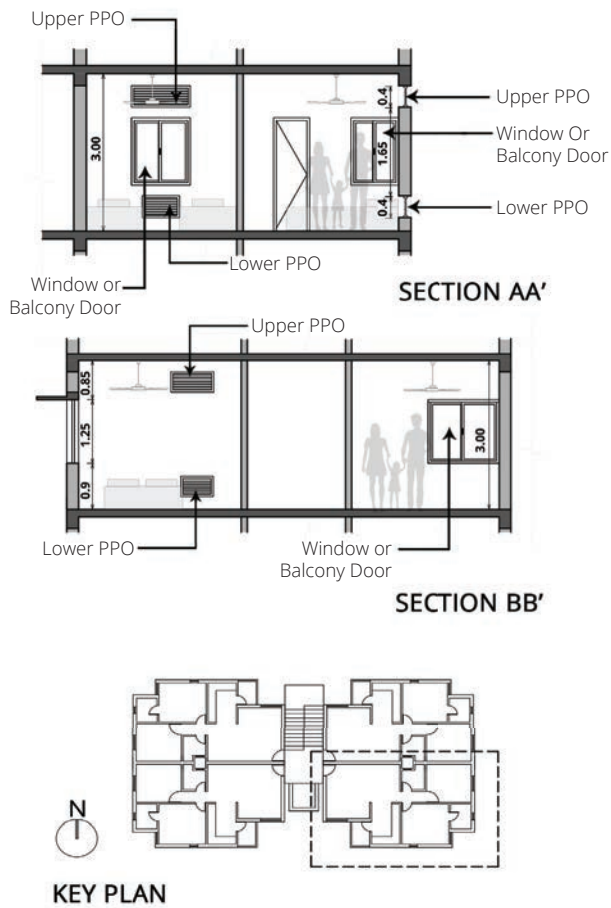 Upper PPO
3.00
0.4
1.65
0.4
Upper PPO
Window Or
Balcony Door
Lower PPO
Lower PPO
Window or
Balcony Door
SECTION AA'
Upper PPO
0.85
1.25
0.9
3.00
Lower PPO
Window or
Balcony Door
SECTION BB'
N
KEY PLAN